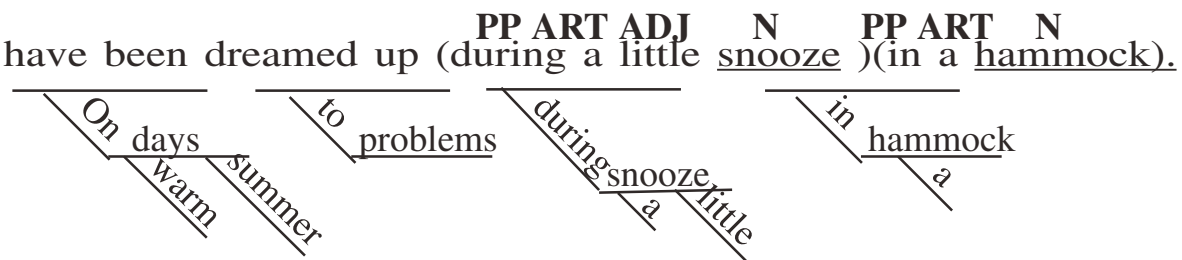 PP ART ADJ N PP ART N
have been dreamed up (during a little snooze )(in a hammock).
On days warm summer
to problems
during snooze a little
in hammock a